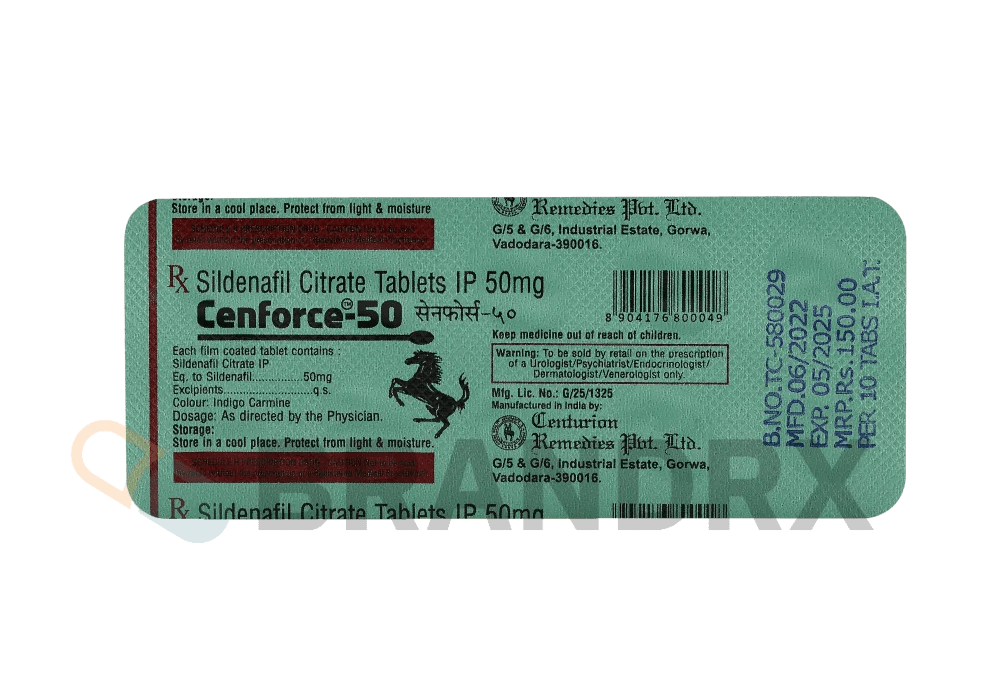 Store in a cool place. Protect from light & moisture
Remedies Pvt. Ltd.
G/5 & G/6, Industrial Estate, Gorwa,
Vadodara-390016.
Rx Sildenafil Citrate Tablets IP 50mg
Cenforce™-50 सेनफोर्स-५०
Each film coated tablet contains :
Sildenafil Citrate IP
Eq. to Sildenafil...............50mg
Excipients...........................q.s.
Colour: Indigo Carmine
Dosage: As directed by the Physician.
Storage:
Store in a cool place. Protect from light & moisture.
8 904176 800049
Keep medicine out of reach of children.
Warning: To be sold by retail on the prescription
of a Urologist/Psychiatrist/Endocrinologist/
Dermatologist/Venerologist only.
Mfg. Lic. No.: G/25/1325
Manufactured in India by:
Centurion
Remedies Pvt. Ltd.
G/5 & G/6, Industrial Estate, Gorwa,
Vadodara-390016.
Rx Sildenafil Citrate Tablets IP 50mg
B.NO.TC-580029
MFD.06/2022
EXP. 05/2025
MRP.Rs.150.00
PER 10 TABS I.A.T.
BRANDRX